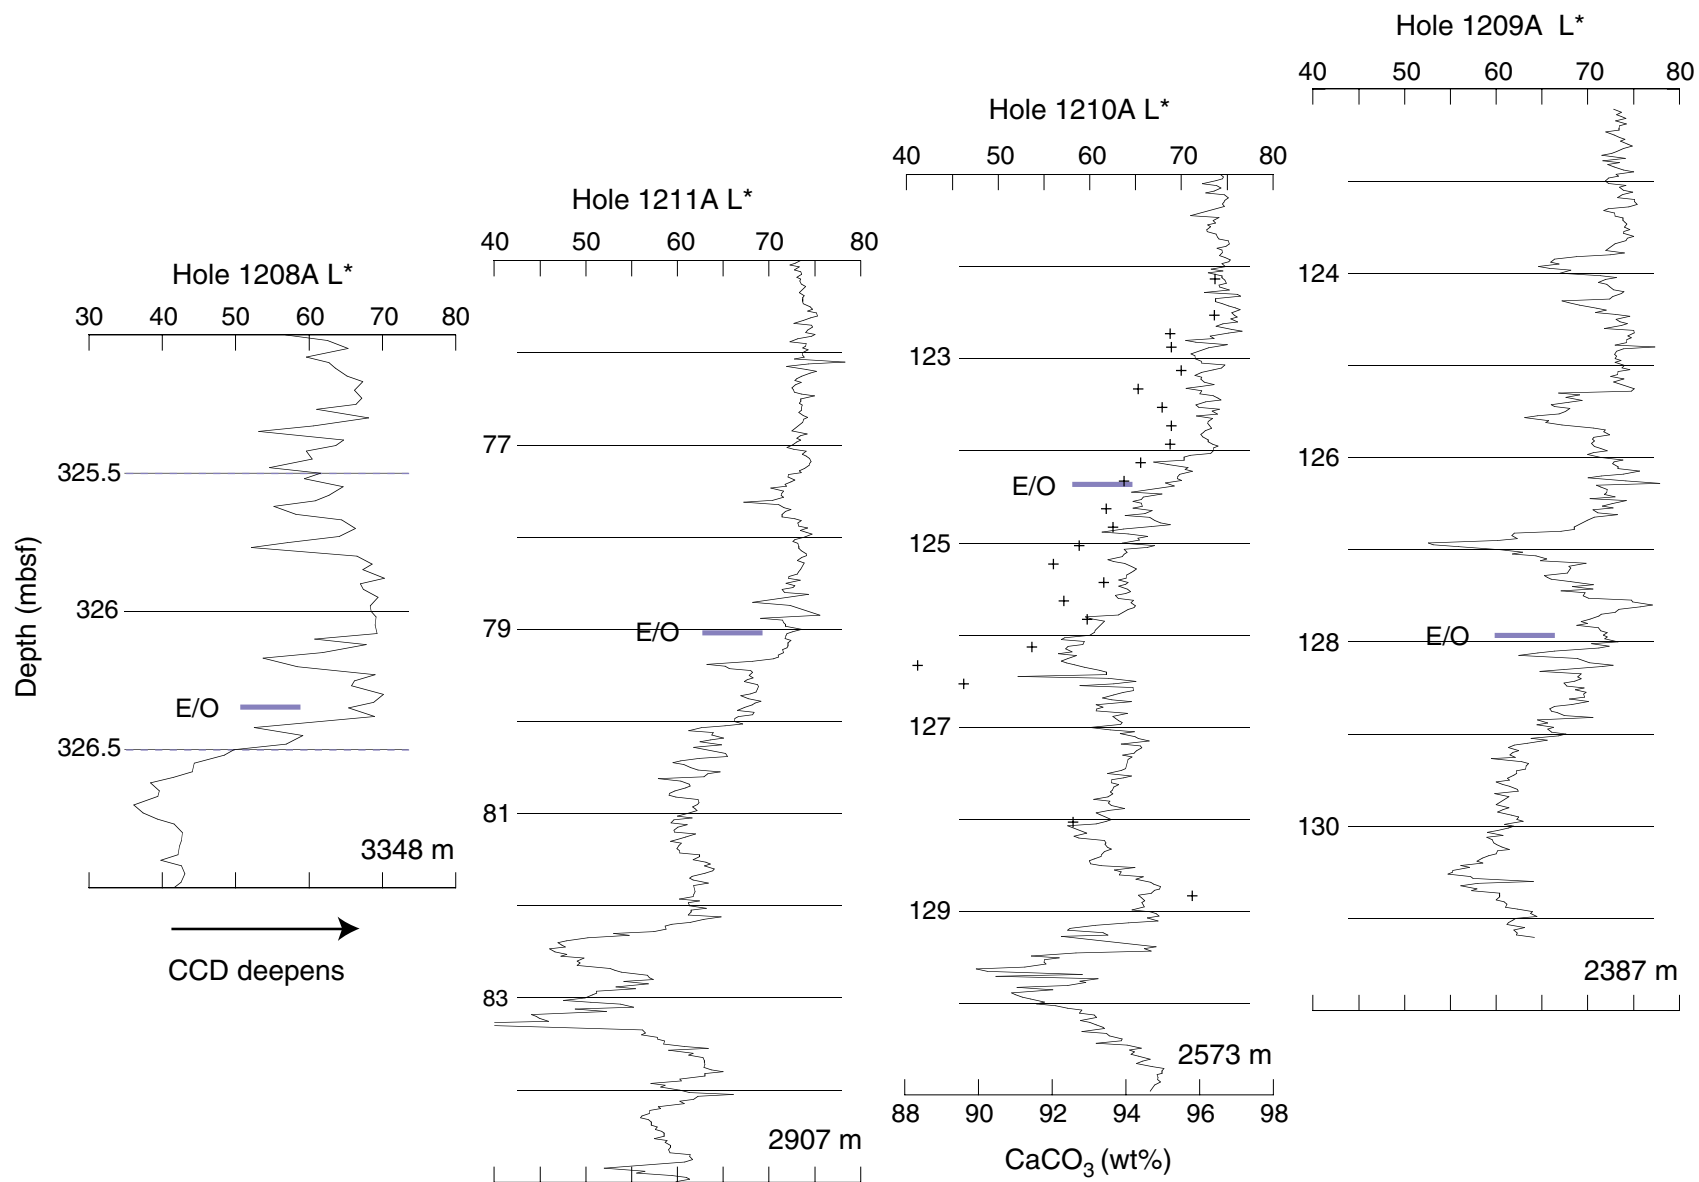 Hole 1208A L*
30 40 50 60 70 80
Depth (mbsf)
325.5
326
E/O
326.5
3348 m
CCD deepens
Hole 1211A L*
40 50 60 70 80
77
79
E/O
81
83
2907 m
Hole 1210A L*
40 50 60 70 80
123
E/O
125
127
129
2573 m
88 90 92 94 96 98
CaCO3 (wt%)
Hole 1209A L*
40 50 60 70 80
124
126
E/O
128
130
2387 m